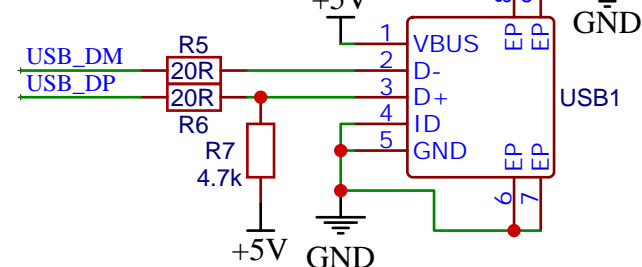 +5V
GND
1 VBUS EP EP
USB_DM R5
20R 2 D-
USB_DP 20R 3 D+ USB1
R6 4 ID
R7 5 GND
4.7k
EP EP
6 7
+5V GND